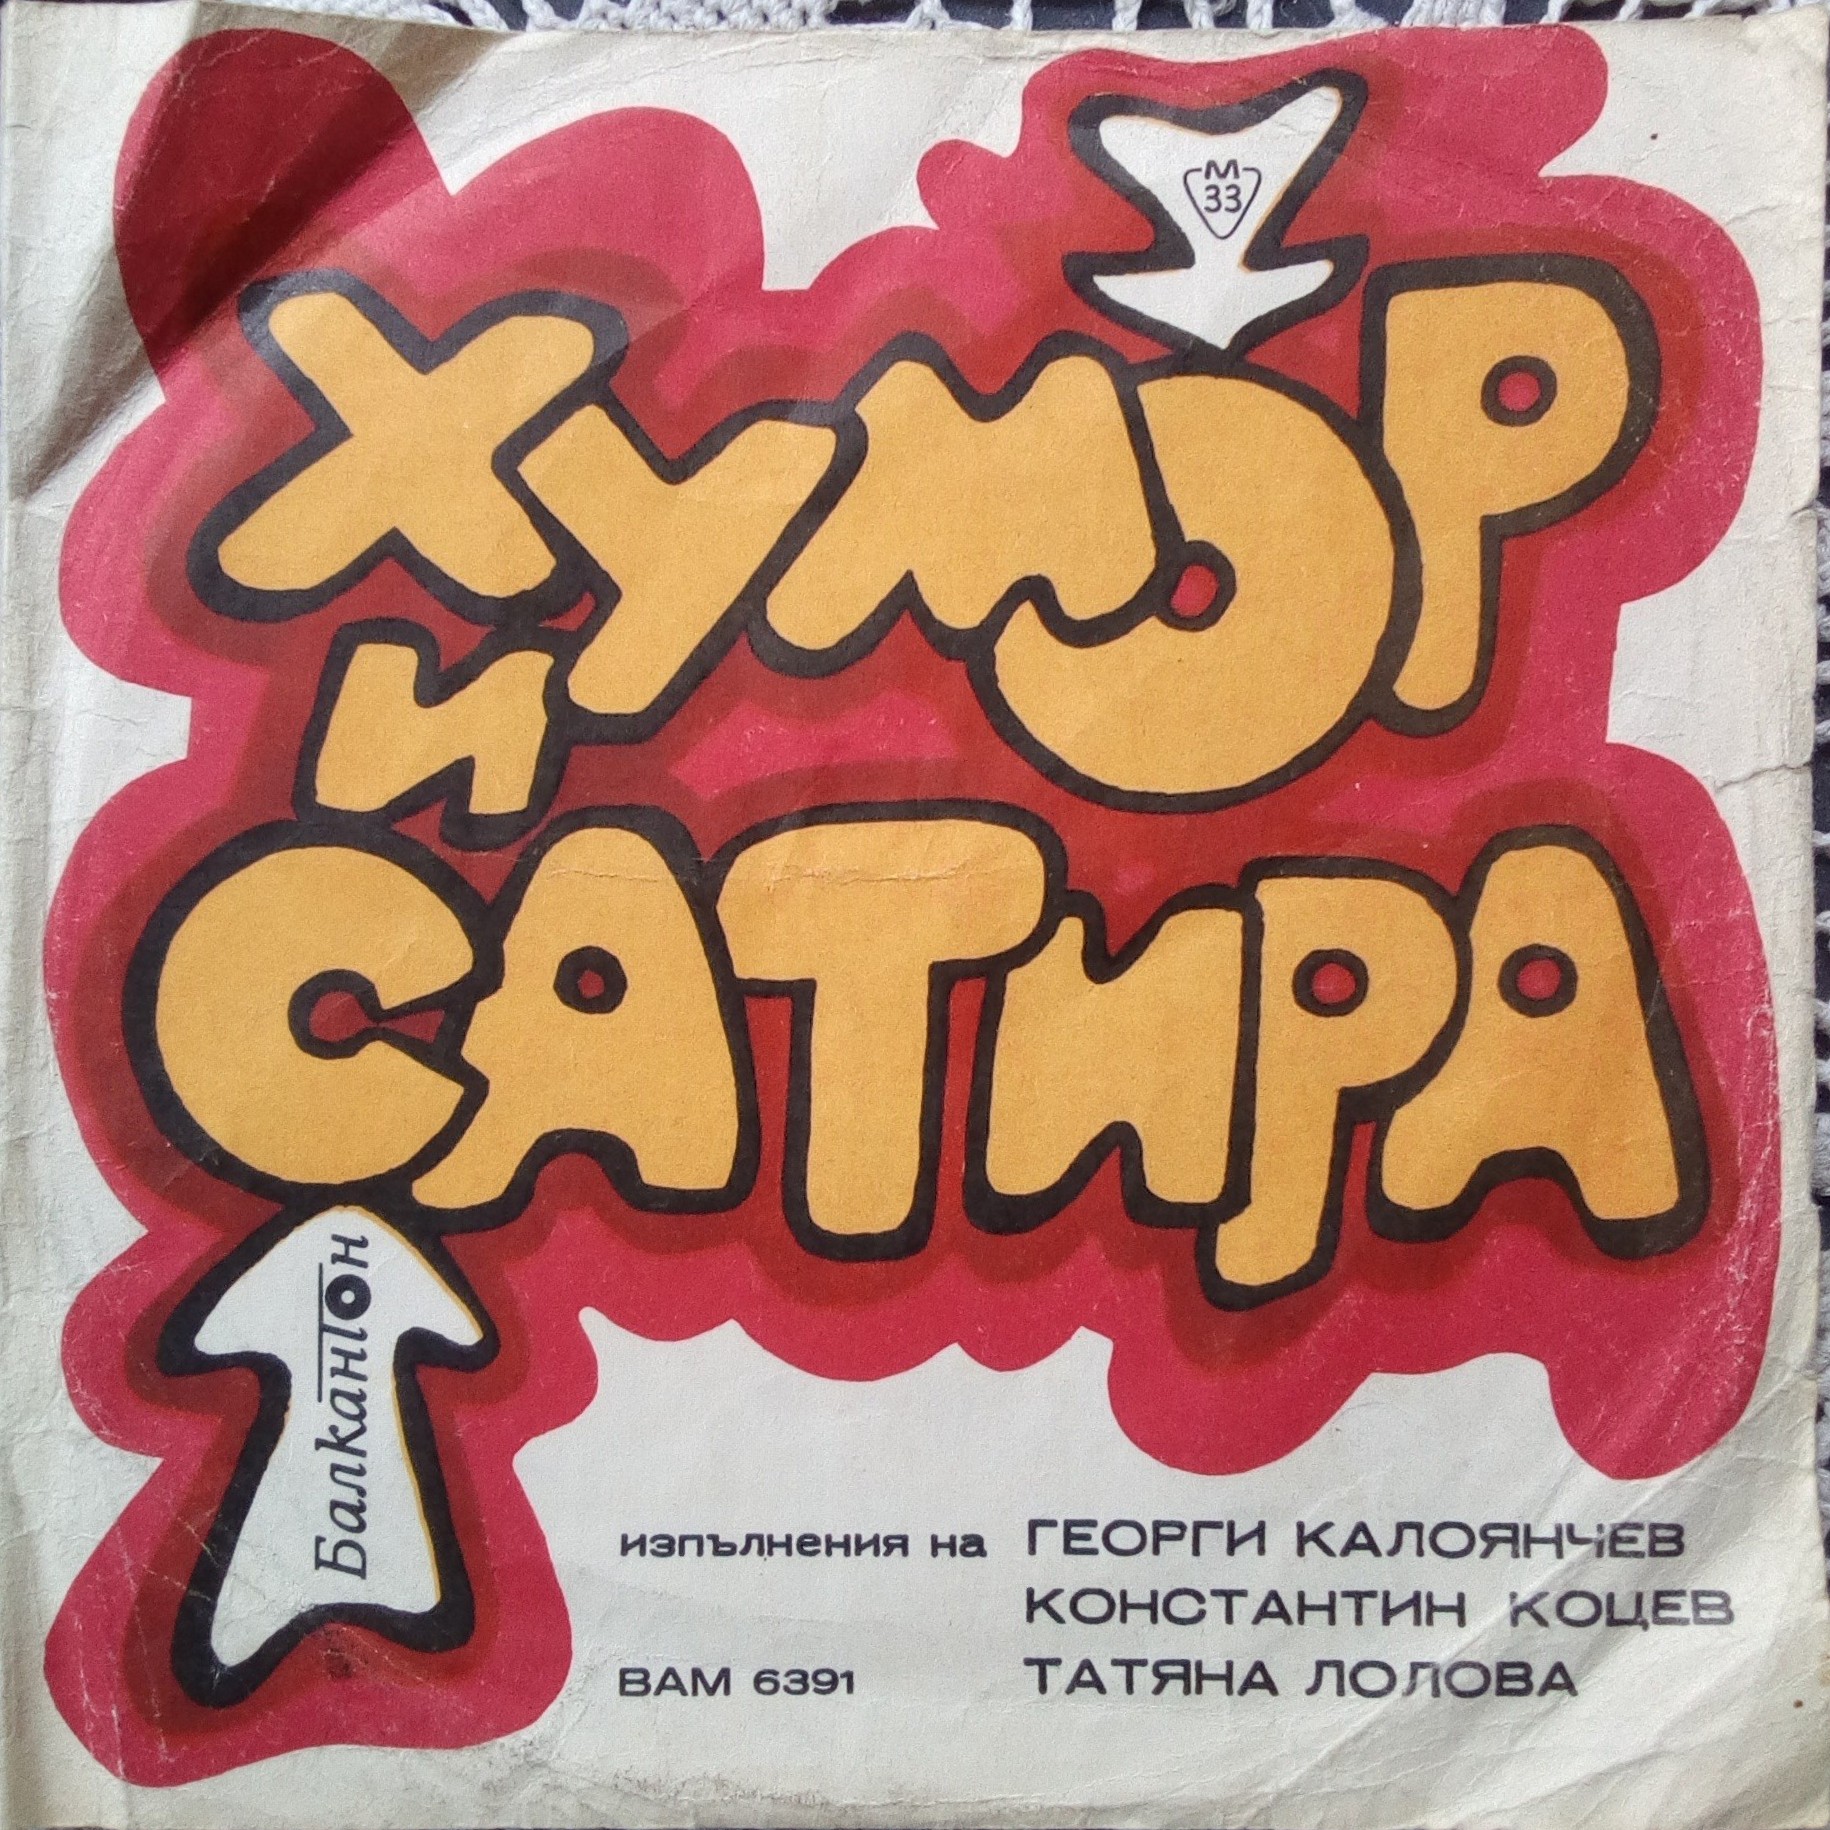 М
33
ХУМОР
И
САТИРА
Балкантон
изпълнения на ГЕОРГИ КАЛОЯНЧЕВ
КОНСТАНТИН КОЦЕВ
ВАМ 6391 ТАТЯНА ЛОЛОВА